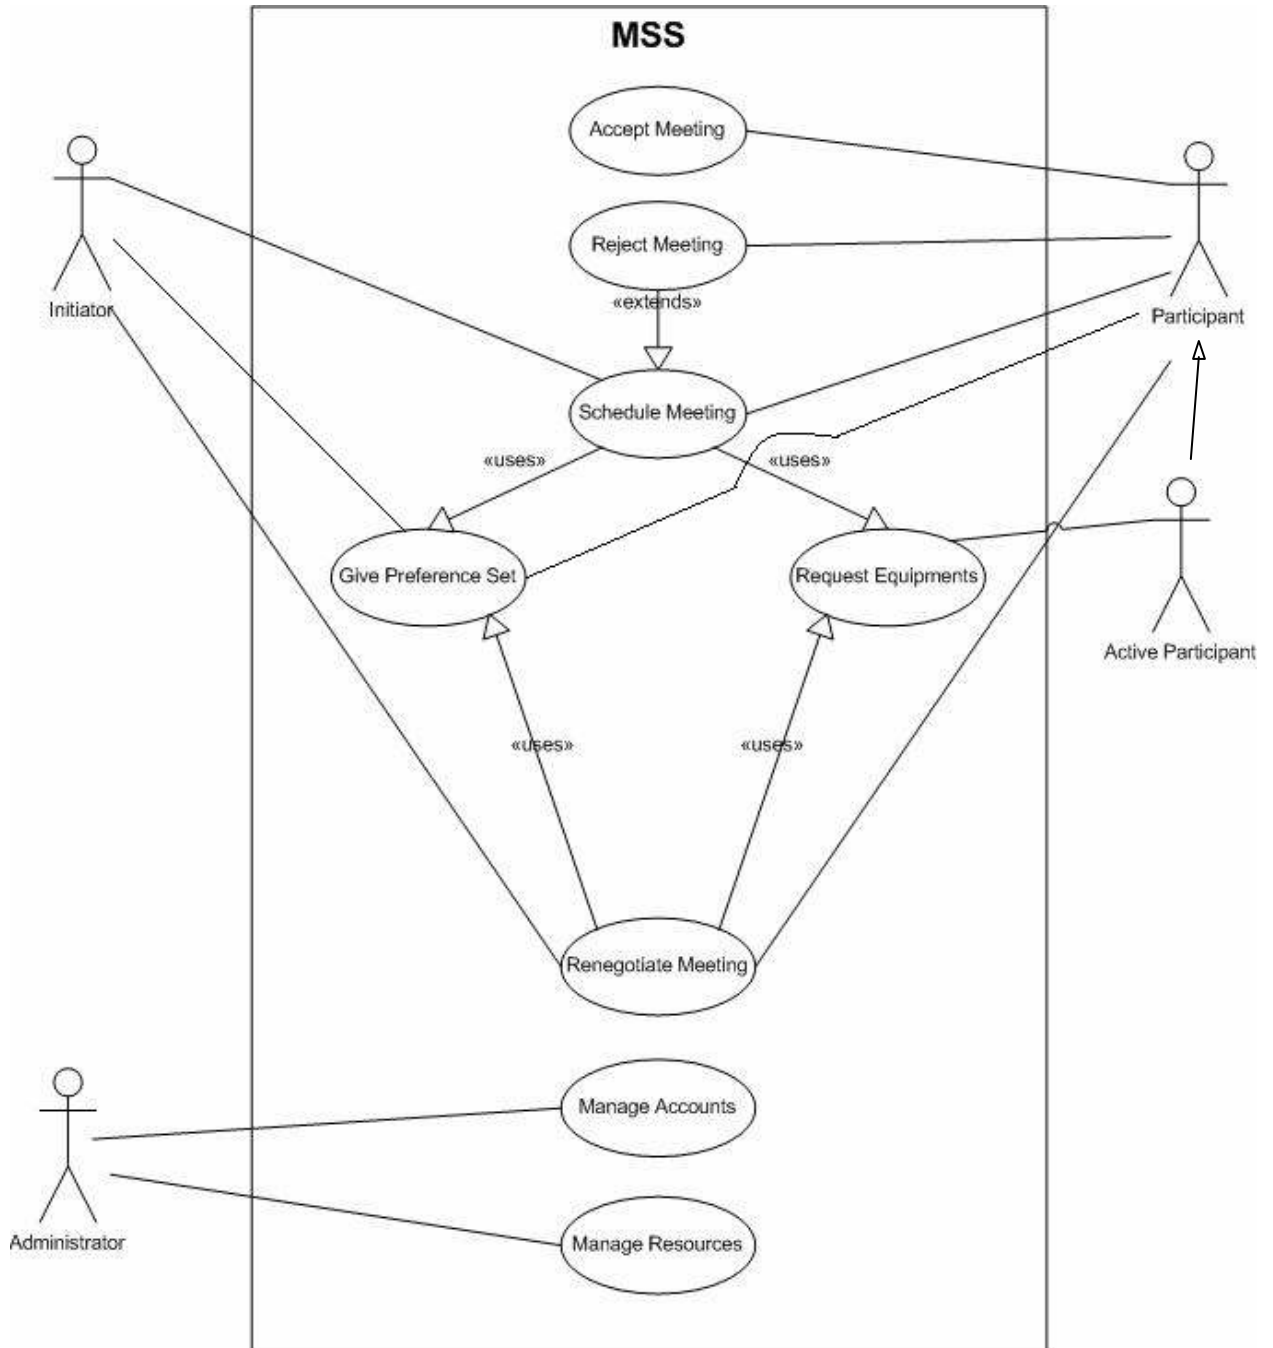 MSS
Accept Meeting
Reject Meeting
«extends»
Initiator
Participant
Schedule Meeting
«uses»
«uses»
Give Preference Set
Request Equipments
Active Participant
«uses»
«uses»
Renegotiate Meeting
Manage Accounts
Administrator
Manage Resources